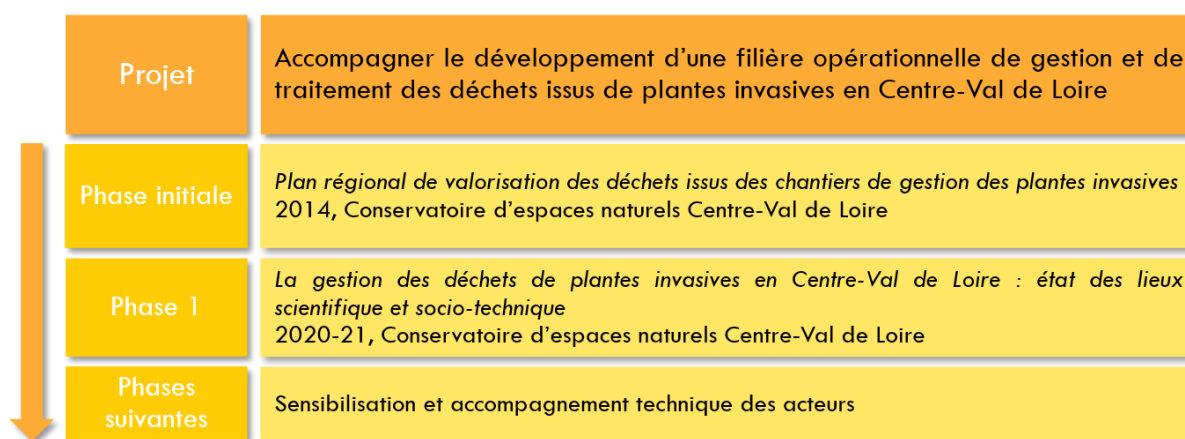 Projet
Accompagner le développement d'une filière opérationnelle de gestion et de
traitement des déchets issus de plantes invasives en Centre-Val de Loire
Phase initiale
Plan régional de valorisation des déchets issus des chantiers de gestion des plantes invasives
2014, Conservatoire d'espaces naturels Centre-Val de Loire
Phase 1
La gestion des déchets de plantes invasives en Centre-Val de Loire : état des lieux
scientifique et socio-technique
2020-21, Conservatoire d'espaces naturels Centre-Val de Loire
Phases
suivantes
Sensibilisation et accompagnement technique des acteurs